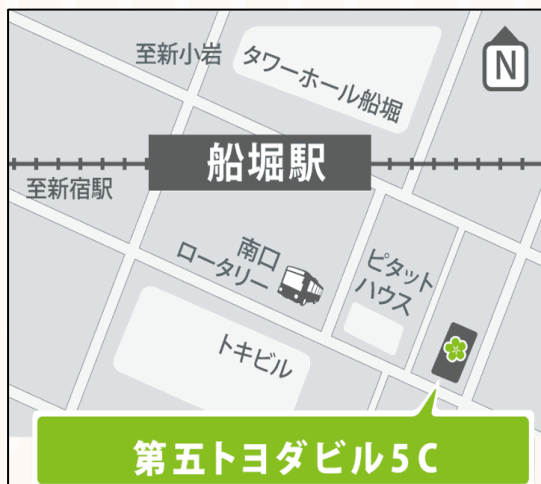 至新小岩
タワーホール船堀
N
船堀駅
至新宿駅
南口
ロータリー
ピタット
ハウス
トキビル
第五トヨダビル5C